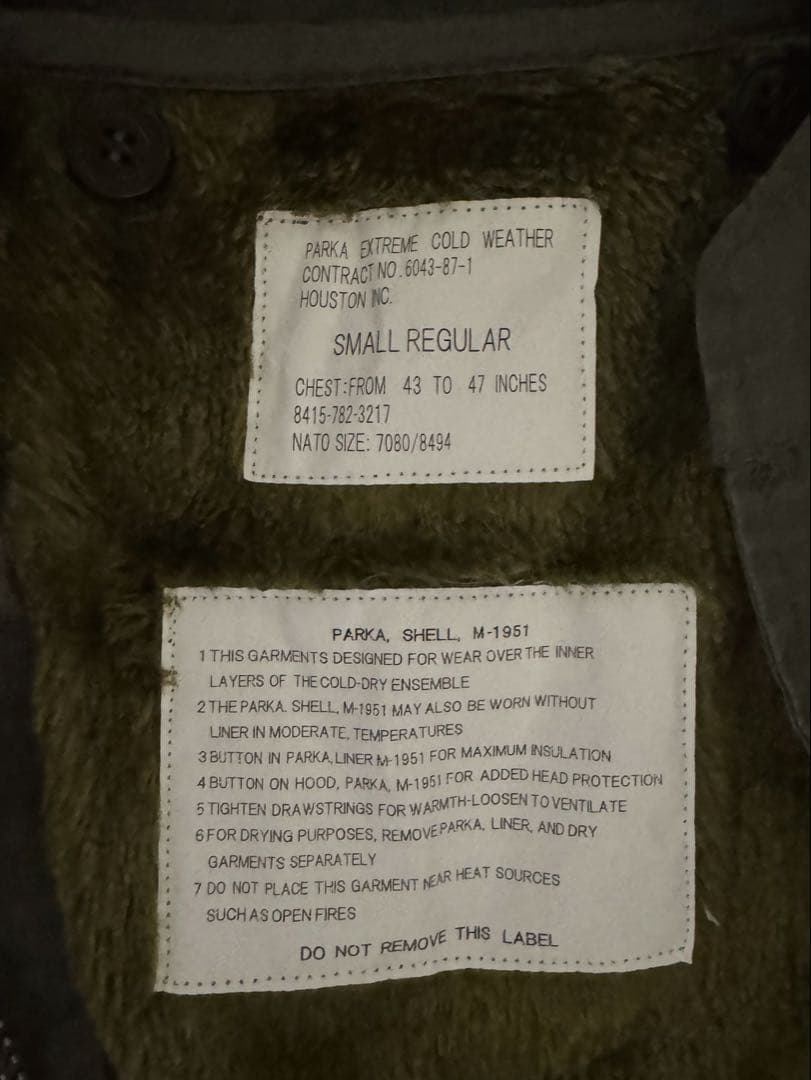 PARKA EXTREME COLD WEATHER
CONTRACT NO.6043-87-1
HOUSTON INC.
SMALL REGULAR
CHEST:FROM 43 TO 47 INCHES
8415-782-3217
NATO SIZE: 7080/8494
PARKA, SHELL, M-1951
1 THIS GARMENTS DESIGNED FOR WEAR OVER THE INNER
LAYERS OF THE COLD-DRY ENSEMBLE
2 THE PARKA. SHELL, M-1951 MAY ALSO BE WORN WITHOUT
LINER IN MODERATE, TEMPERATURES
3 BUTTON IN PARKA, LINER M-1951 FOR MAXIMUM INSULATION
4 BUTTON ON HOOD, PARKA, M-1951 FOR ADDED HEAD PROTECTION
5 TIGHTEN DRAWSTRINGS FOR WARMTH-LOOSEN TO VENTILATE
6 FOR DRYING PURPOSES, REMOVE PARKA. LINER, AND DRY
GARMENTS SEPARATELY
7 DO NOT PLACE THIS GARMENT NEAR HEAT SOURCES
SUCH AS OPEN FIRES
DO NOT REMOVE THIS LABEL